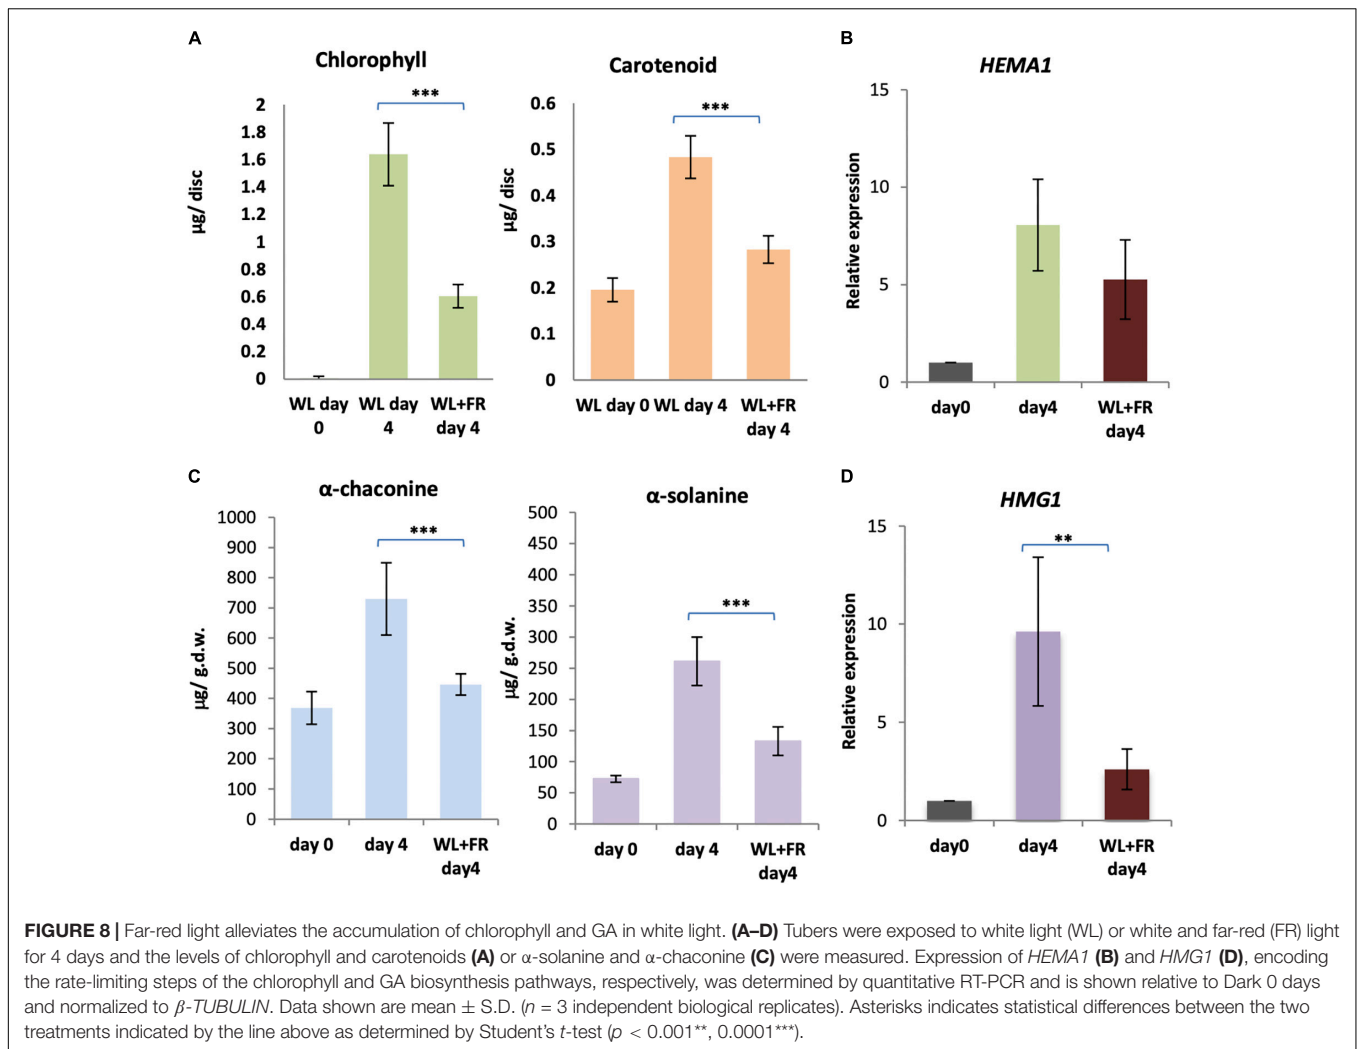 A
Chlorophyll
***
2
1.8
1.6
1.4
1.2
1
0.8
0.6
0.4
0.2
0
µg/ disc
WL day WL day WL+FR
0 4 day 4
Carotenoid
***
0.6
0.5
0.4
0.3
0.2
0.1
0
µg/ disc
WL day 0 WL day 4 WL+FR
day 4
B
HEMA1
15
10
5
0
Relative expression
day0 day4 WL+FR
day4
C
α-chaconine
***
1000
900
800
700
600
500
400
300
200
100
0
µg/ g.d.w.
day 0 day 4 WL+FR
day4
α-solanine
***
500
450
400
350
300
250
200
150
100
50
0
µg/ g.d.w.
day 0 day 4 WL+FR
day4
D
HMG1
**
15
10
5
0
Relative expression
day0 day4 WL+FR
day4
FIGURE 8 | Far-red light alleviates the accumulation of chlorophyll and GA in white light. (A–D) Tubers were exposed to white light (WL) or white and far-red (FR) light
for 4 days and the levels of chlorophyll and carotenoids (A) or α-solanine and α-chaconine (C) were measured. Expression of HEMA1 (B) and HMG1 (D), encoding
the rate-limiting steps of the chlorophyll and GA biosynthesis pathways, respectively, was determined by quantitative RT-PCR and is shown relative to Dark 0 days
and normalized to β-TUBULIN. Data shown are mean ± S.D. (n = 3 independent biological replicates). Asterisks indicates statistical differences between the two
treatments indicated by the line above as determined by Student's t-test (p < 0.001**, 0.0001***).